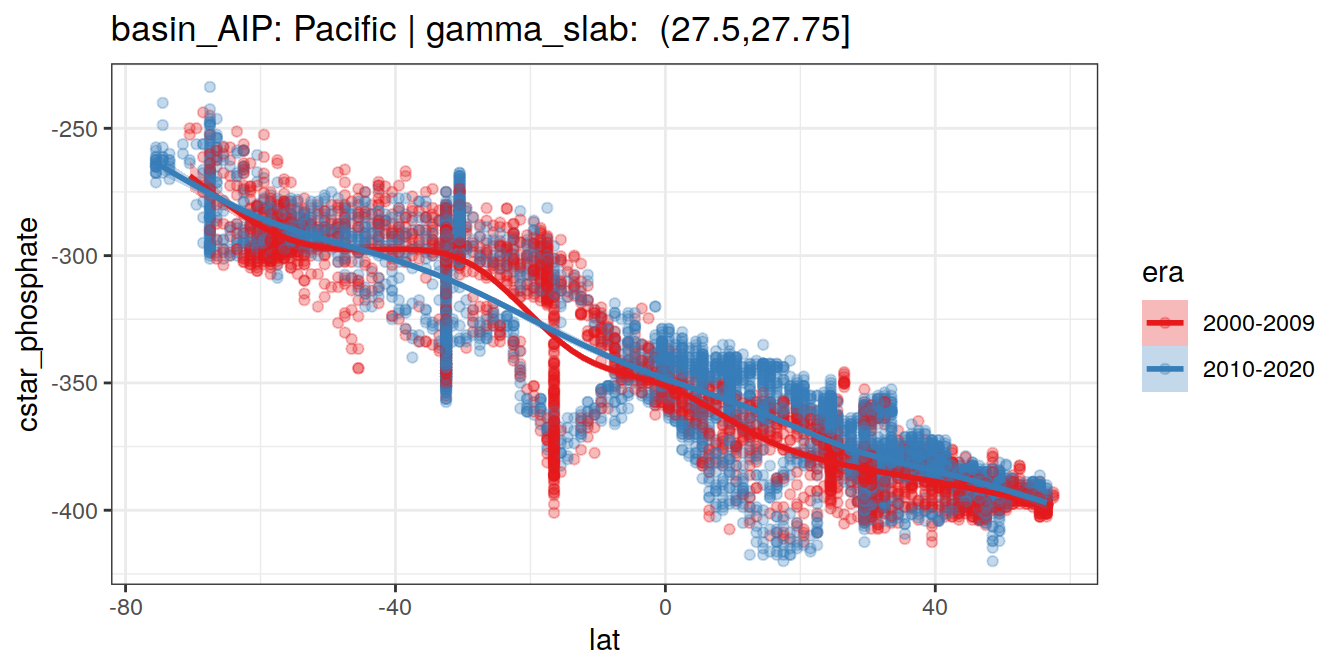 basin_AIP: Pacific | gamma_slab:  (27.5,27.75]
-250
-300
-350
-400
cstar_phosphate
-80
-40
0
40
lat
era
2000-2009
2010-2020